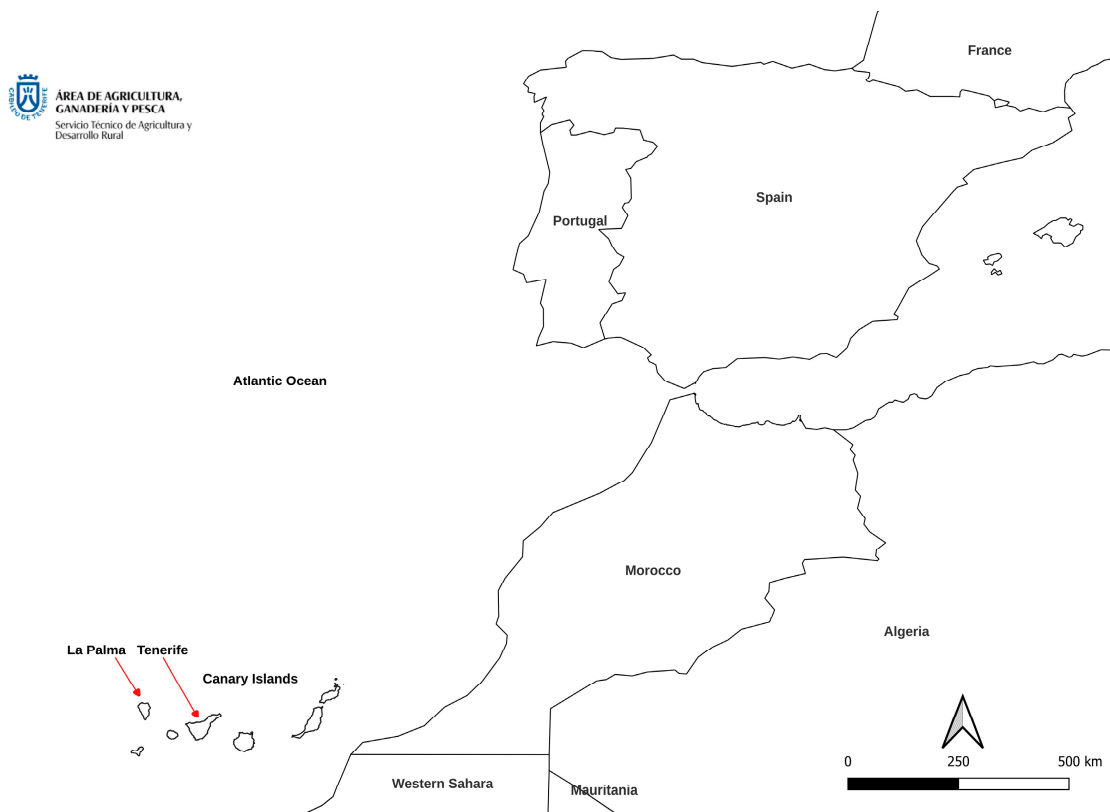 France
CABILDO DE TENERIFE
ÁREA DE AGRICULTURA,
GANADERÍA Y PESCA
Servicio Técnico de Agricultura y
Desarrollo Rural
Spain
Portugal
Atlantic Ocean
Morocco
Algeria
La Palma Tenerife
Canary Islands
0 250 500 km
Western Sahara
Mauritania